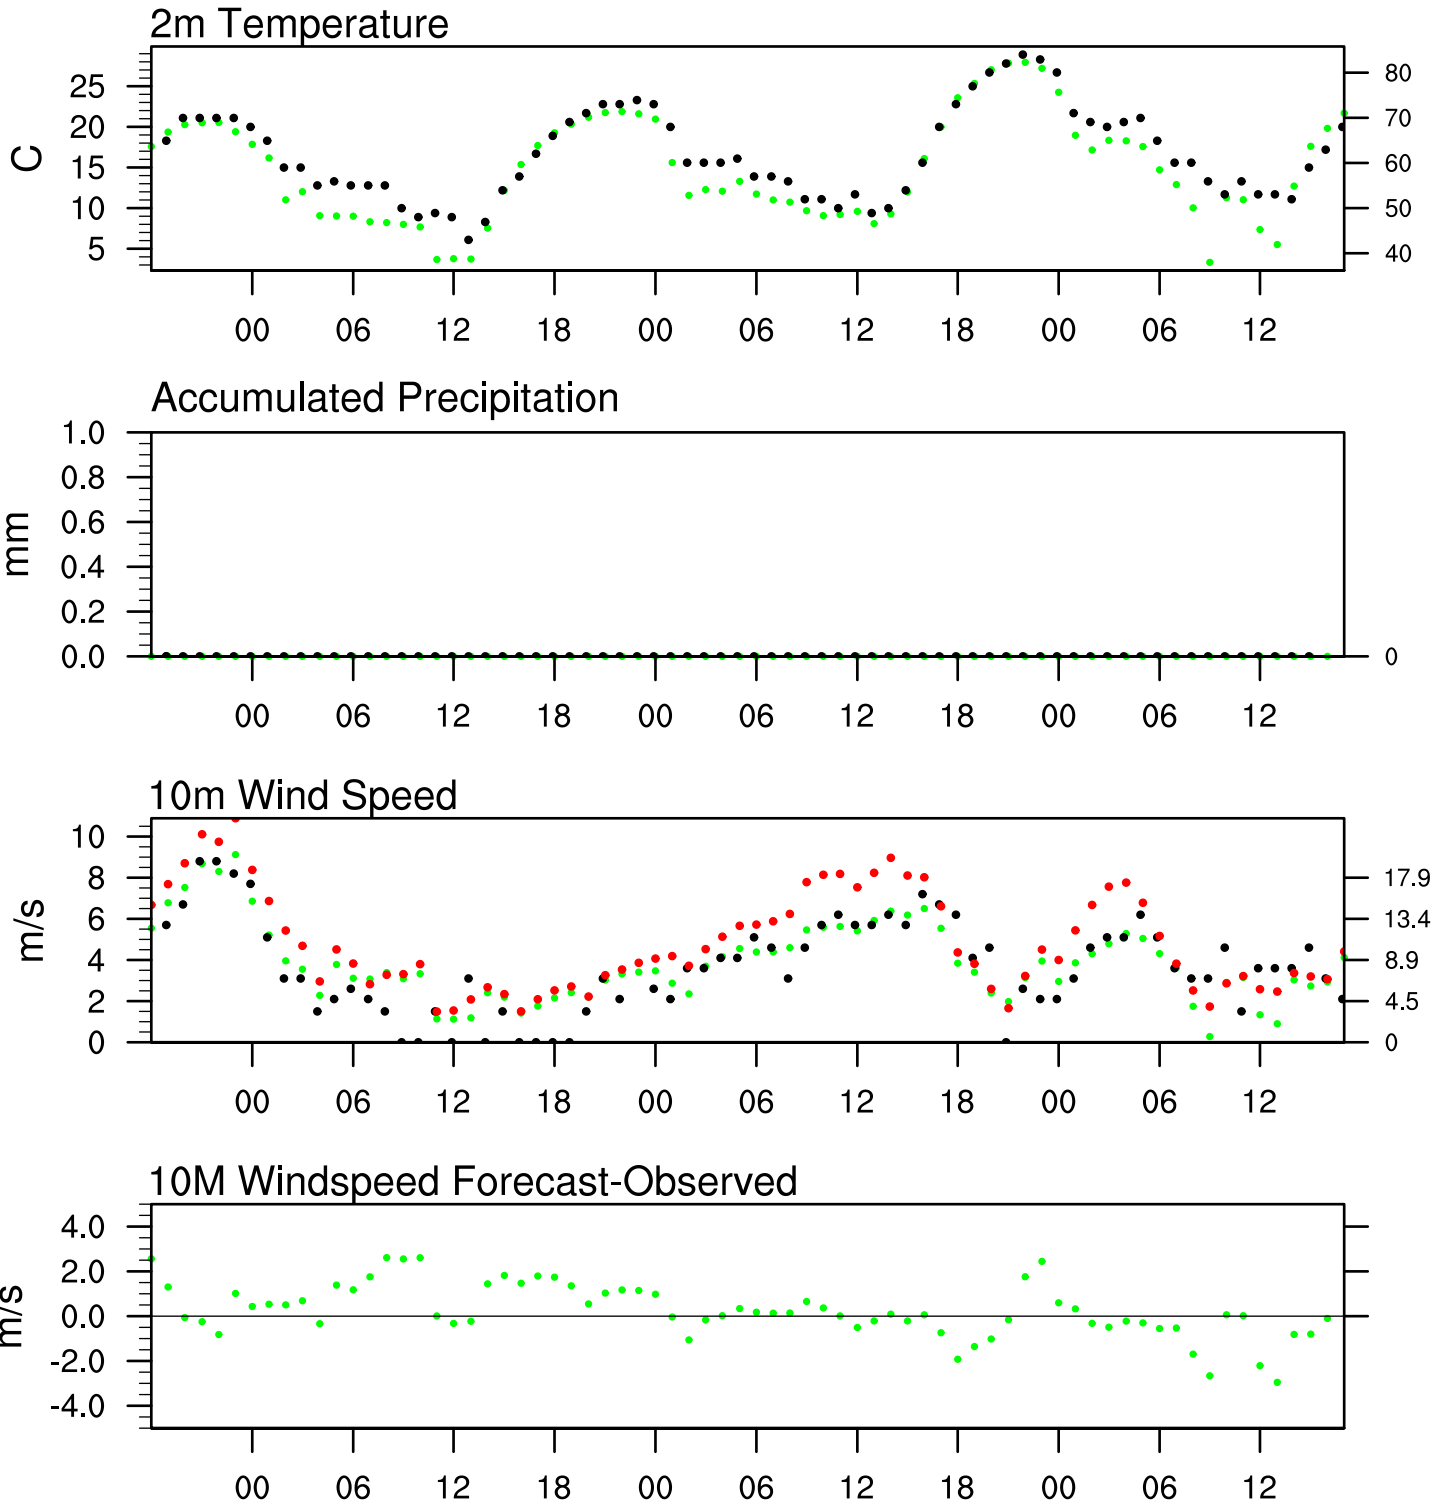 2m Temperature
C
25
20
15
10
5
80
70
60
50
40
00 06 12 18 00 06 12 18 00 06 12
Accumulated Precipitation
mm
1.0
0.8
0.6
0.4
0.2
0.0
0
00 06 12 18 00 06 12 18 00 06 12
10m Wind Speed
m/s
10
8
6
4
2
0
17.9
13.4
8.9
4.5
0
00 06 12 18 00 06 12 18 00 06 12
10M Windspeed Forecast-Observed
m/s
4.0
2.0
0.0
-2.0
-4.0
00 06 12 18 00 06 12 18 00 06 12